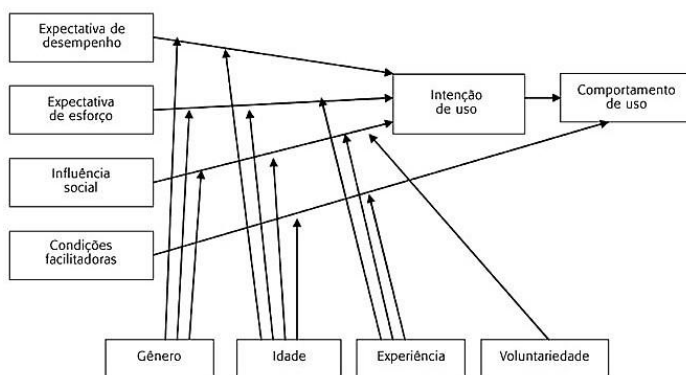 Expectativa de
desempenho
Expectativa
de esforço
Influência
social
Condições
facilitadoras
Intenção
de uso
Comportamento
de uso
Gênero
Idade
Experiência
Voluntariedade